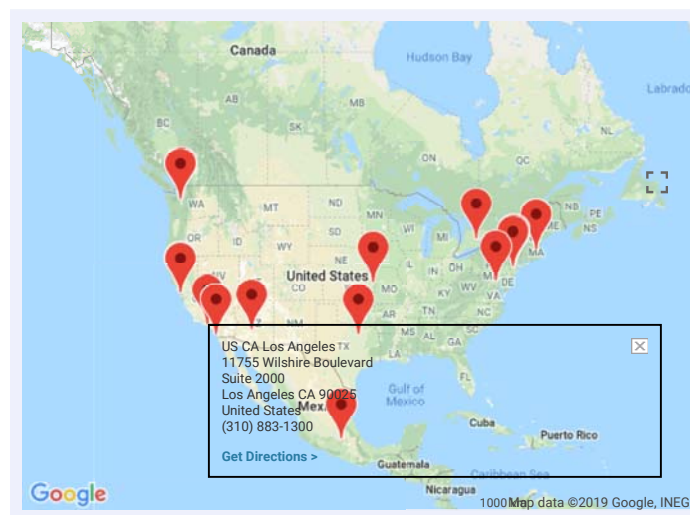 Canada
Hudson Bay
Labrado
AB
MB
BC
SK
NL
ON
QC
WA
MT
ND
MN
NB
PE
ME
NS
OR
ID
SD
WI
MI
WY
MA
NE
IN
OH
NV
United States
CO
MO
KY
WV
DE
VA
NM
AR
TN
NC
MS
AL
SC
GA
TX
LA
US CA Los Angeles
11755 Wilshire Boulevard
Suite 2000
Los Angeles CA 90025
United States
(310) 883-1300
Get Directions >
FL
Gulf of
Mexico
Cuba
Puerto Rico
Guatemala
Caribbean Sea
Nicaragua
Google
Map data ©2019 Google, INEG